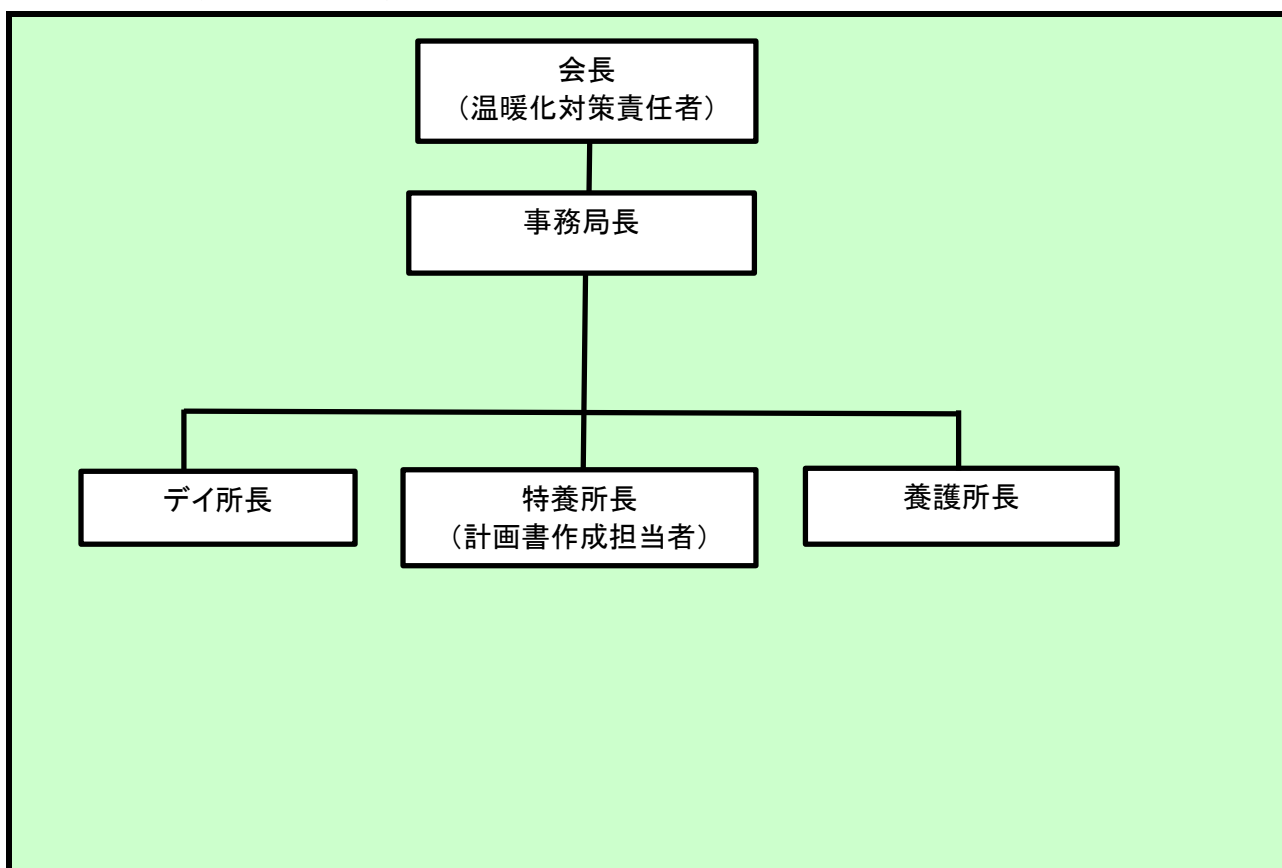 会長
（温暖化対策責任者）
事務局長
デイ所長
特養所長
（計画書作成担当者）
養護所長